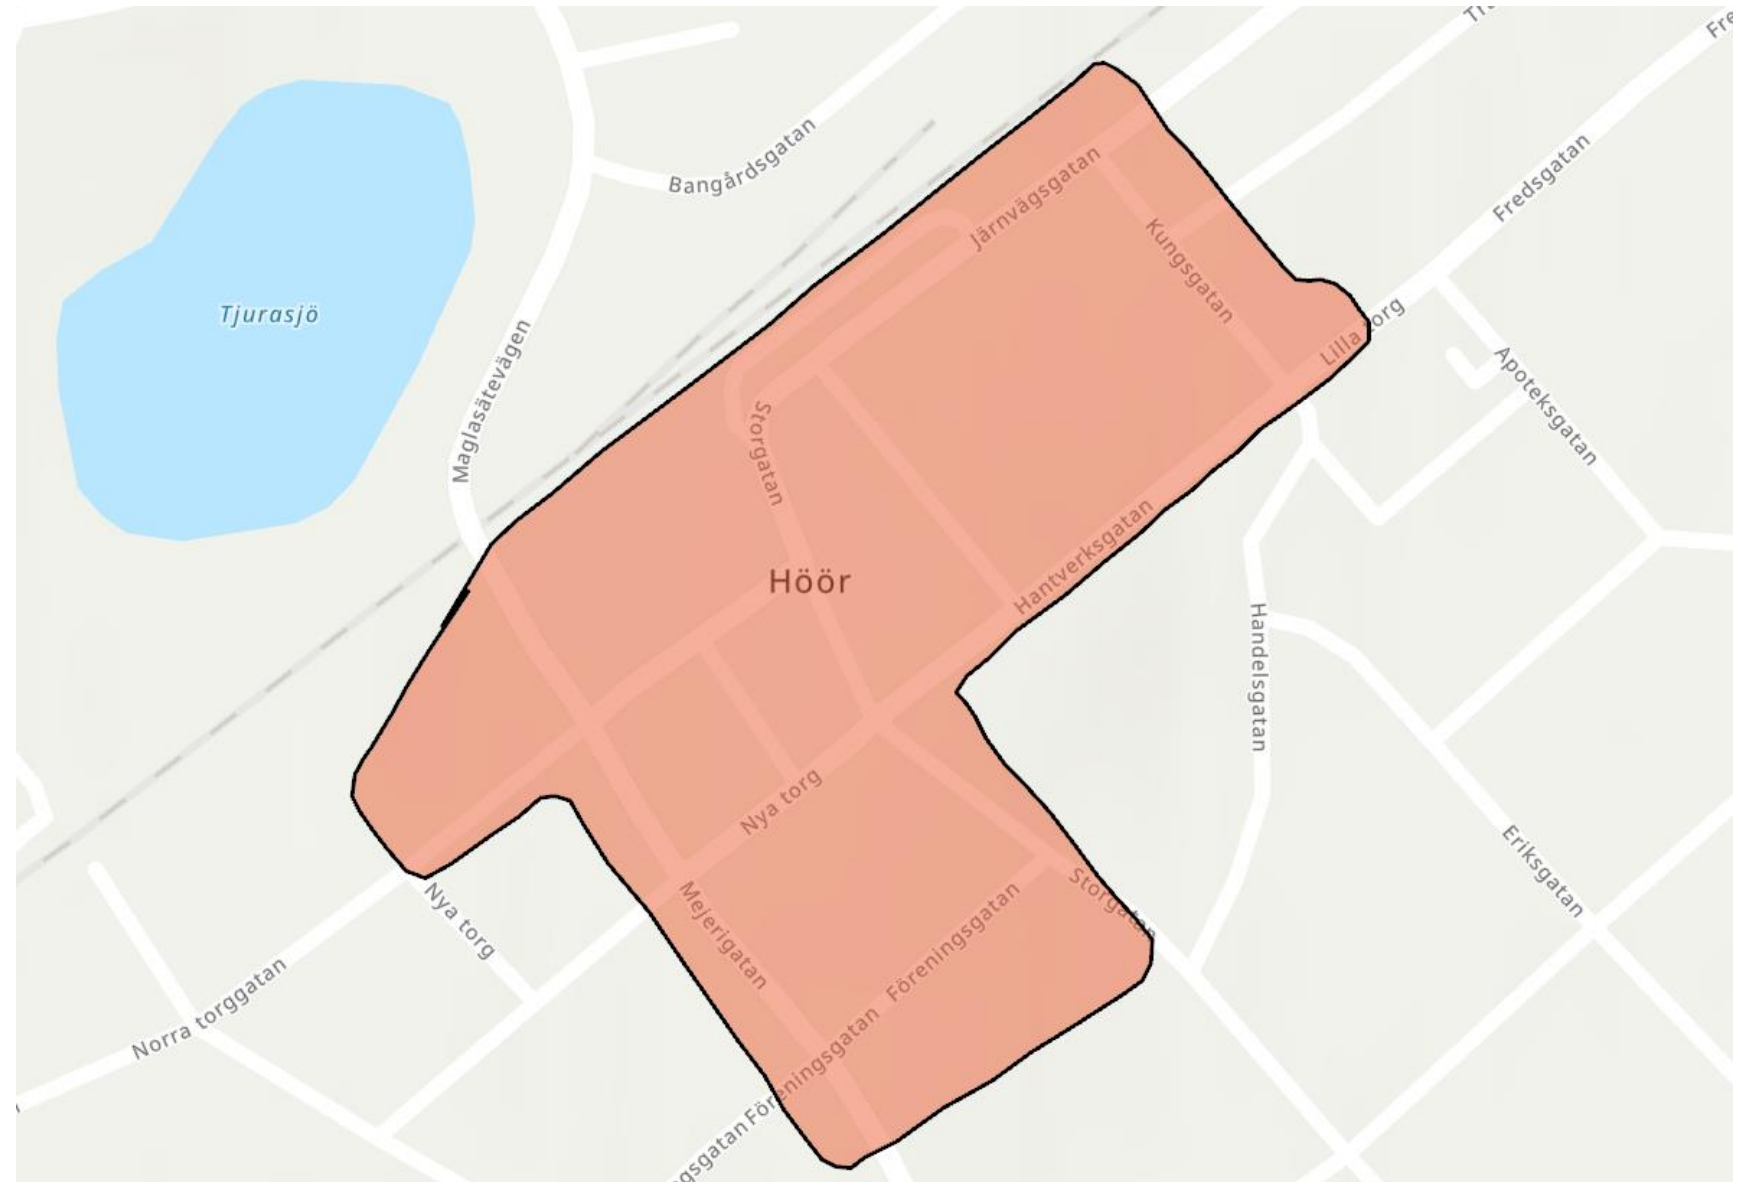 Fredsgatan
Bangårdsgatan
Järnvägsgatan
Kungsgatan
Tjurasjö
Lilla torg
Maglasätevägen
Apoteksgatan
Storgatan
Hantverksgatan
Höör
Handelsgatan
Nya torg
Eriksgatan
Nya torg
Mejerigatan
Storgatan
Föreningsgatan
Norra torggatan
Föreningsgatan